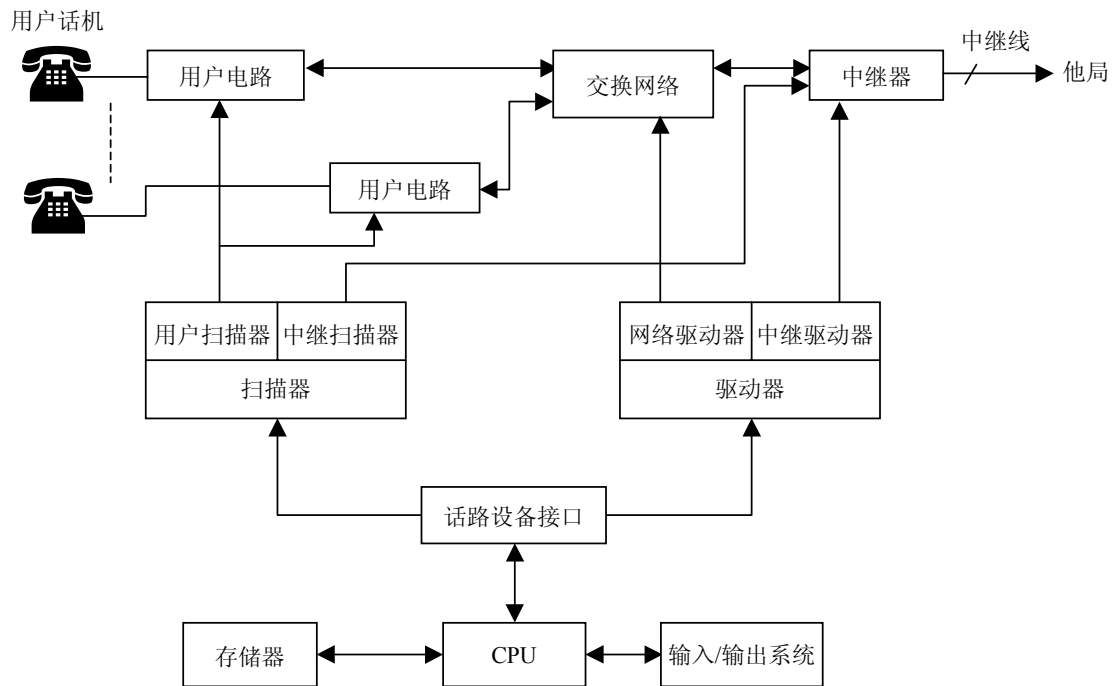 用户话机
中继线
用户电路
交换网络
中继器
他局
用户电路
用户扫描器
中继扫描器
网络驱动器
中继驱动器
扫描器
驱动器
话路设备接口
存储器
CPU
输入/输出系统